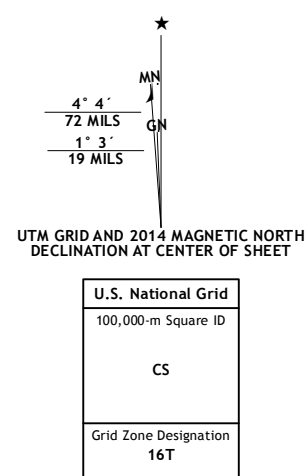 MN
4° 4´
72 MILS
GN
1° 3´
19 MILS
UTM GRID AND 2014 MAGNETIC NORTH
DECLINATION AT CENTER OF SHEET
U.S. National Grid
100,000-m Square ID
CS
Grid Zone Designation
16T